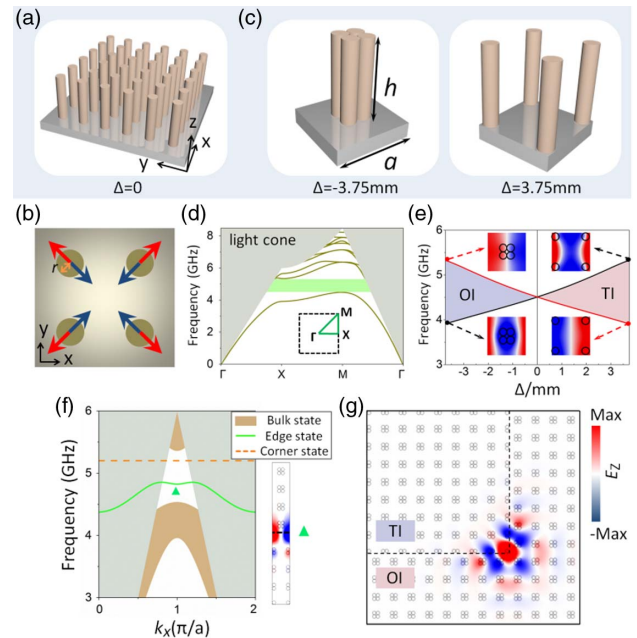 (a)
z
x
y
Δ=0
(c)
h
a
Δ=-3.75mm
Δ=3.75mm
(b)
r
y
x
(d)
light cone
Frequency (GHz)
8
6
4
2
0
M
Γ
X
Γ
X
M
Γ
(e)
Frequency (GHz)
6
5
4
3
OI
TI
-3
-2
-1
0
1
2
3
Δ/mm
(f)
Frequency (GHz)
6
5
4
3
Bulk state
Edge state
Corner state
0
1
2
kX(π/a)
(g)
TI
OI
Max
EZ
-Max